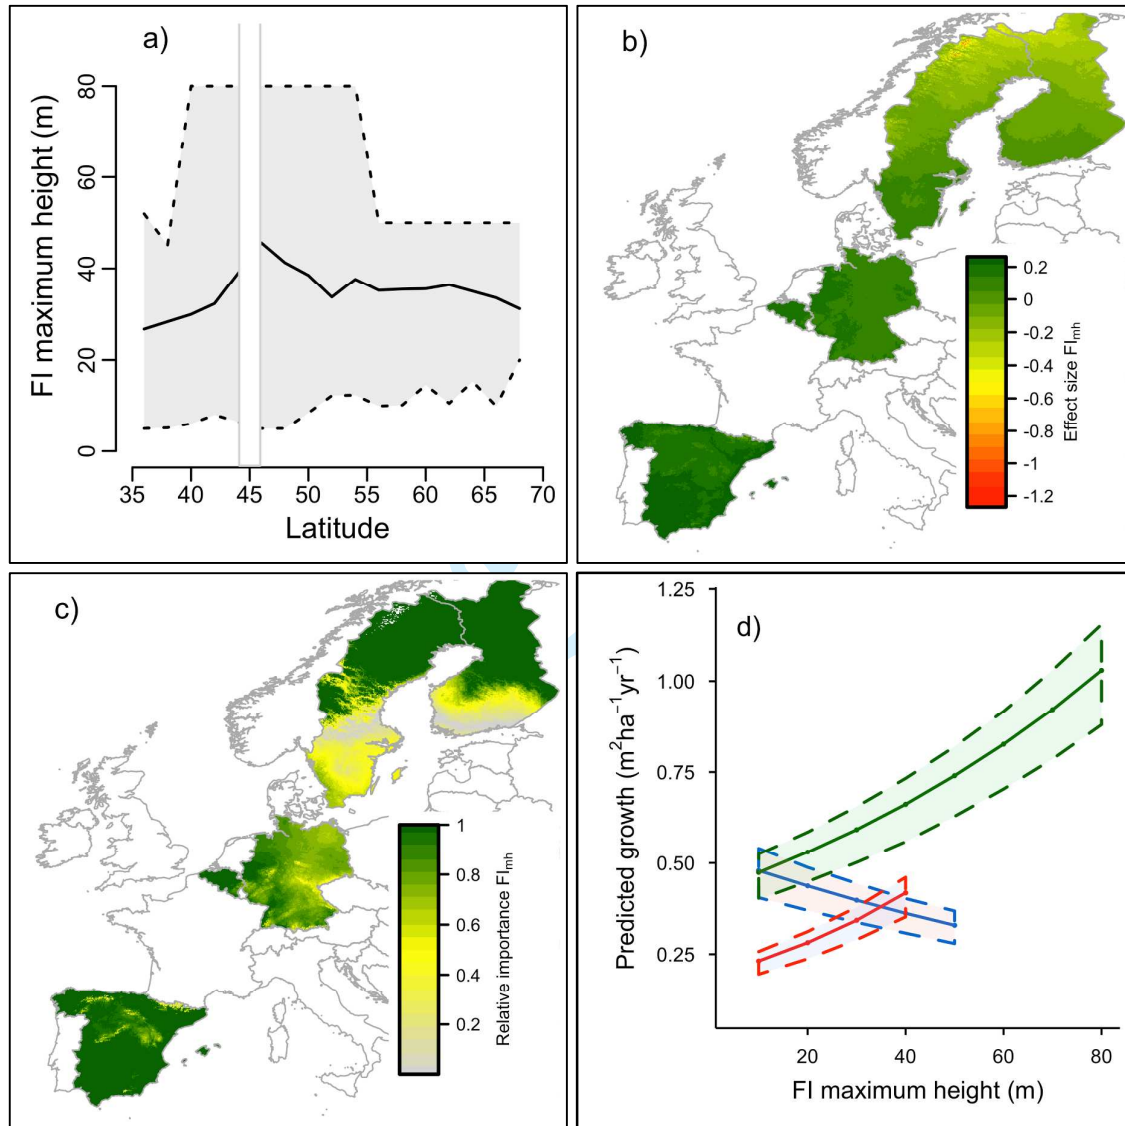 a)
FI maximum height (m)
80
60
40
20
0
35 40 45 50 55 60 65 70
Latitude
b)
0.2
0
-0.2
-0.4
-0.6
-0.8
-1
-1.2
Effect size FImh
c)
1
0.8
0.6
0.4
0.2
Relative importance FImh
d)
Predicted growth (m²ha⁻¹yr⁻¹)
1.25
1.00
0.75
0.50
0.25
20 40 60 80
FI maximum height (m)